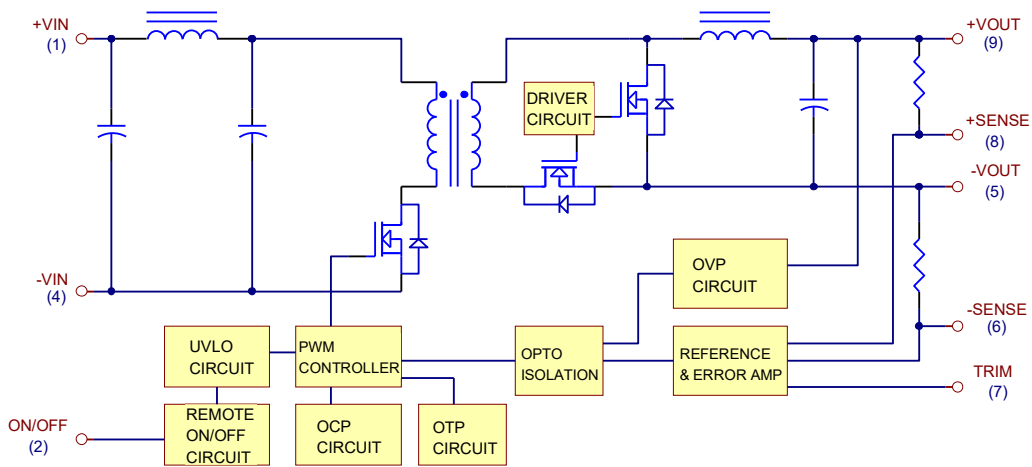 +VIN
(1)
+VOUT
(9)
DRIVER
CIRCUIT
+SENSE
(8)
-VOUT
(5)
-VIN
(4)
OVP
CIRCUIT
-SENSE
(6)
UVLO
CIRCUIT
PWM
CONTROLLER
OPTO
ISOLATION
REFERENCE
& ERROR AMP
TRIM
(7)
ON/OFF
(2)
REMOTE
ON/OFF
CIRCUIT
OCP
CIRCUIT
OTP
CIRCUIT